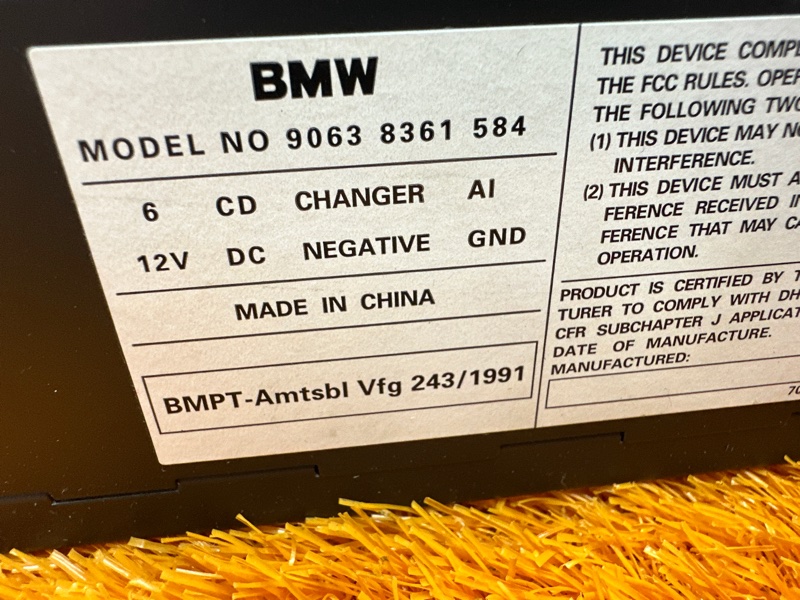 BMW
MODEL NO 9063 8361 584
6 CD CHANGER AI
12V DC NEGATIVE GND
MADE IN CHINA
BMPT-Amtsbl Vfg 243/1991
THIS DEVICE
THE FCC RULES.
THE FOLLOWING
(1) THIS DEVICE MAY
INTERFERENCE.
(2) THIS DEVICE MUST
FERENCE RECEIVED
FERENCE THAT MAY
OPERATION.
PRODUCT IS CERTIFIED BY
TURER TO COMPLY WITH
CFR SUBCHAPTER J
DATE OF MANUFACTURE.
MANUFACTURED: